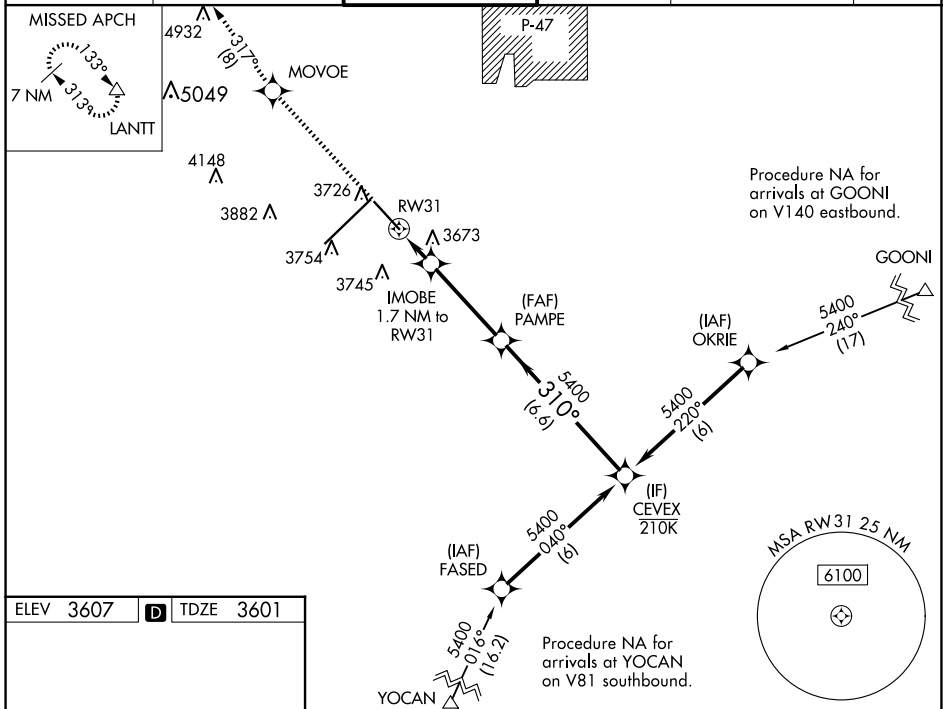 MISSED APCH
133°
7 NM
313°
LANTT
4932
317°
(8)
MOVOE
5049
P-47
4148
3726
3882
RW31
3673
3754
3745
IMOBE
1.7 NM to
RW31
(FAF)
PAMPE
Procedure NA for
arrivals at GOONI
on V140 eastbound.
GOONI
5400
240°
(17)
(IAF)
OKRIE
5400
220°
(6)
5400
310°
(6.6)
(IF)
CEVEX
210K
5400
040°
(6)
(IAF)
FASED
5400
016°
(16.2)
YOCAN
Procedure NA for
arrivals at YOCAN
on V81 southbound.
MSA RW31 25 NM
6100
ELEV 3607 D TDZE 3601